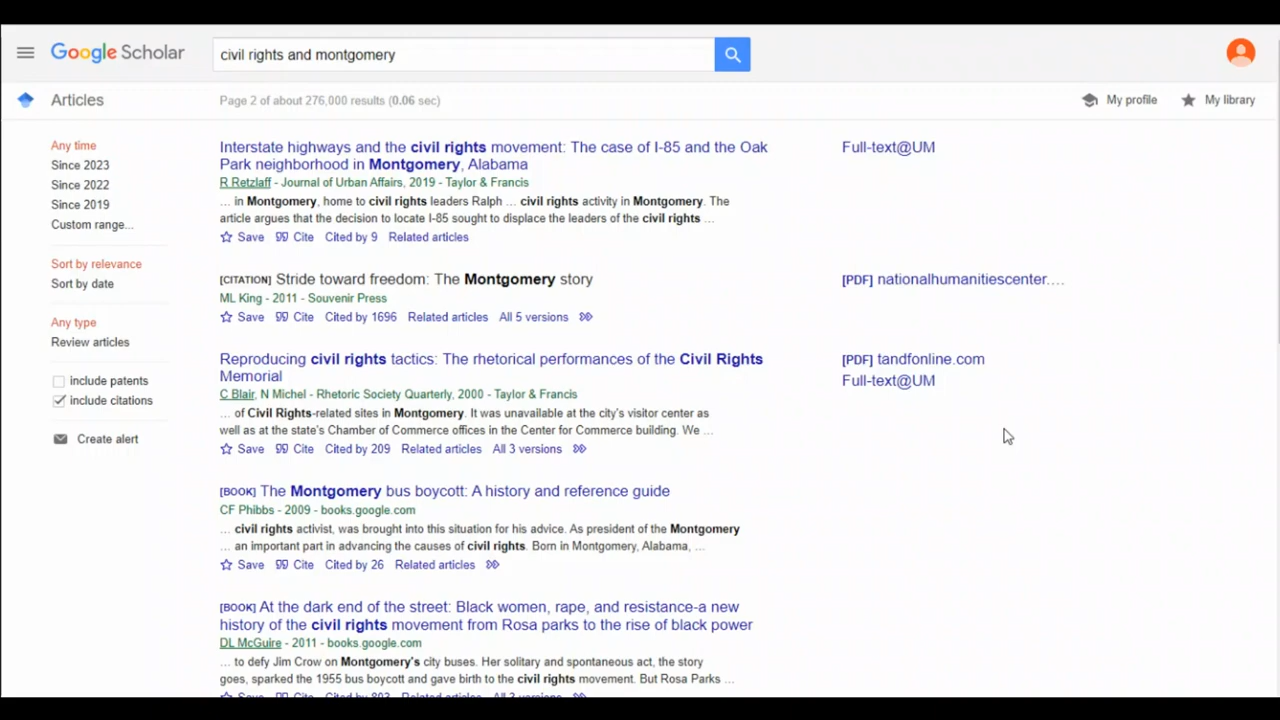 Google Scholar
civil rights and montgomery
Articles
Page 2 of about 276,000 results (0.06 sec)
My profile
My library
Any time
Since 2023
Since 2022
Since 2019
Custom range...
Sort by relevance
Sort by date
Any type
Review articles
include patents
include citations
Create alert
Interstate highways and the civil rights movement: The case of I-85 and the Oak
Park neighborhood in Montgomery, Alabama
R Retzlaff - Journal of Urban Affairs, 2019 - Taylor & Francis
... in Montgomery, home to civil rights leaders Ralph ... civil rights activity in Montgomery. The
article argues that the decision to locate I-85 sought to displace the leaders of the civil rights ...
Save Cite Cited by 9 Related articles
Full-text@UM
[CITATION] Stride toward freedom: The Montgomery story
ML King - 2011 - Souvenir Press
Save Cite Cited by 1696 Related articles All 5 versions
[PDF] nationalhumanitiescenter....
Reproducing civil rights tactics: The rhetorical performances of the Civil Rights
Memorial
C Blair, N Michel - Rhetoric Society Quarterly, 2000 - Taylor & Francis
... of Civil Rights-related sites in Montgomery. It was unavailable at the city's visitor center as
well as at the state's Chamber of Commerce offices in the Center for Commerce building. We ...
Save Cite Cited by 209 Related articles All 3 versions
[PDF] tandfonline.com
Full-text@UM
[BOOK] The Montgomery bus boycott: A history and reference guide
CF Phibbs - 2009 - books.google.com
... civil rights activist, was brought into this situation for his advice. As president of the Montgomery
... an important part in advancing the causes of civil rights. Born in Montgomery, Alabama, ...
Save Cite Cited by 26 Related articles
[BOOK] At the dark end of the street: Black women, rape, and resistance-a new
history of the civil rights movement from Rosa parks to the rise of black power
DL McGuire - 2011 - books.google.com
... to defy Jim Crow on Montgomery's city buses. Her solitary and spontaneous act, the story
goes, sparked the 1955 bus boycott and gave birth to the civil rights movement. But Rosa Parks ...
Save Cite Cited by 893 Related articles All 3 versions